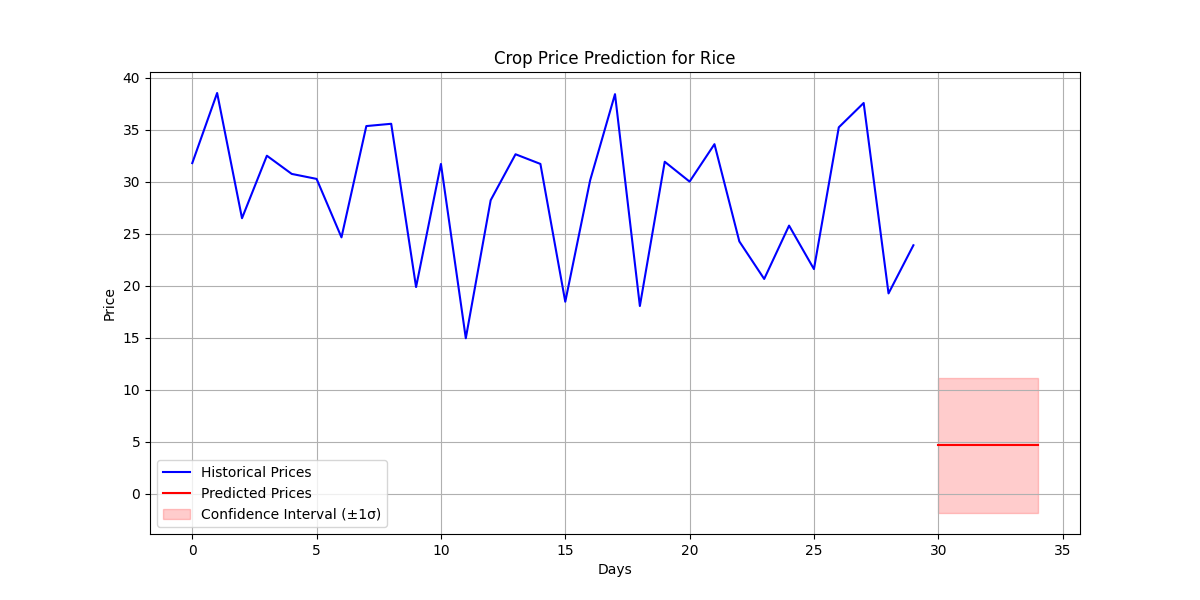 Crop Price Prediction for Rice
40
35
30
25
20
15
10
5
0
Price
Historical Prices
Predicted Prices
Confidence Interval (±1σ)
0 5 10 15 20 25 30 35
Days